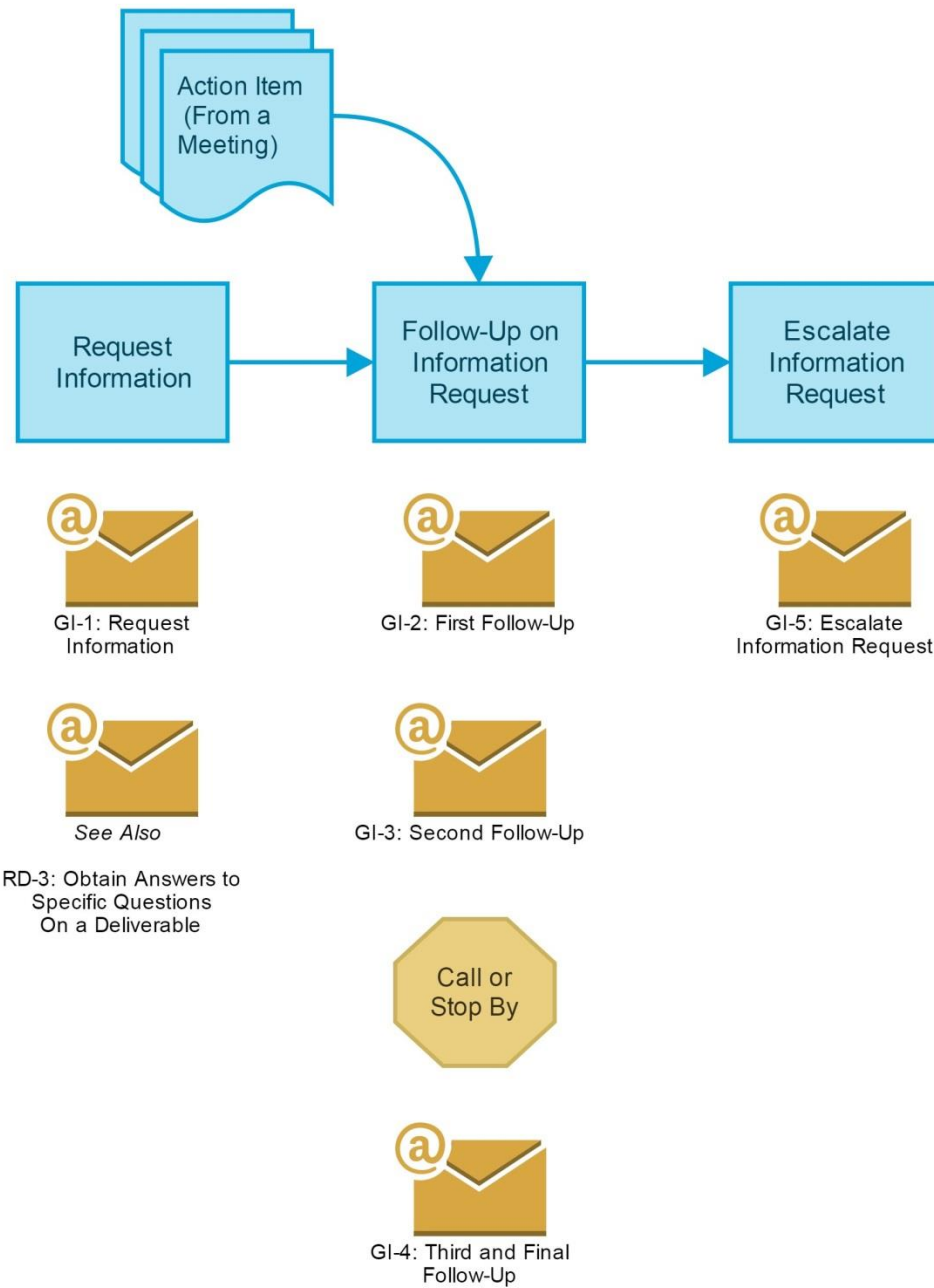 Action Item
(From a
Meeting)
Request
Information
Follow-Up on
Information
Request
Escalate
Information
Request
@
GI-1: Request
Information
@
GI-2: First Follow-Up
@
GI-5: Escalate
Information Request
@
See Also
RD-3: Obtain Answers to
Specific Questions
On a Deliverable
@
GI-3: Second Follow-Up
Call or
Stop By
@
GI-4: Third and Final
Follow-Up